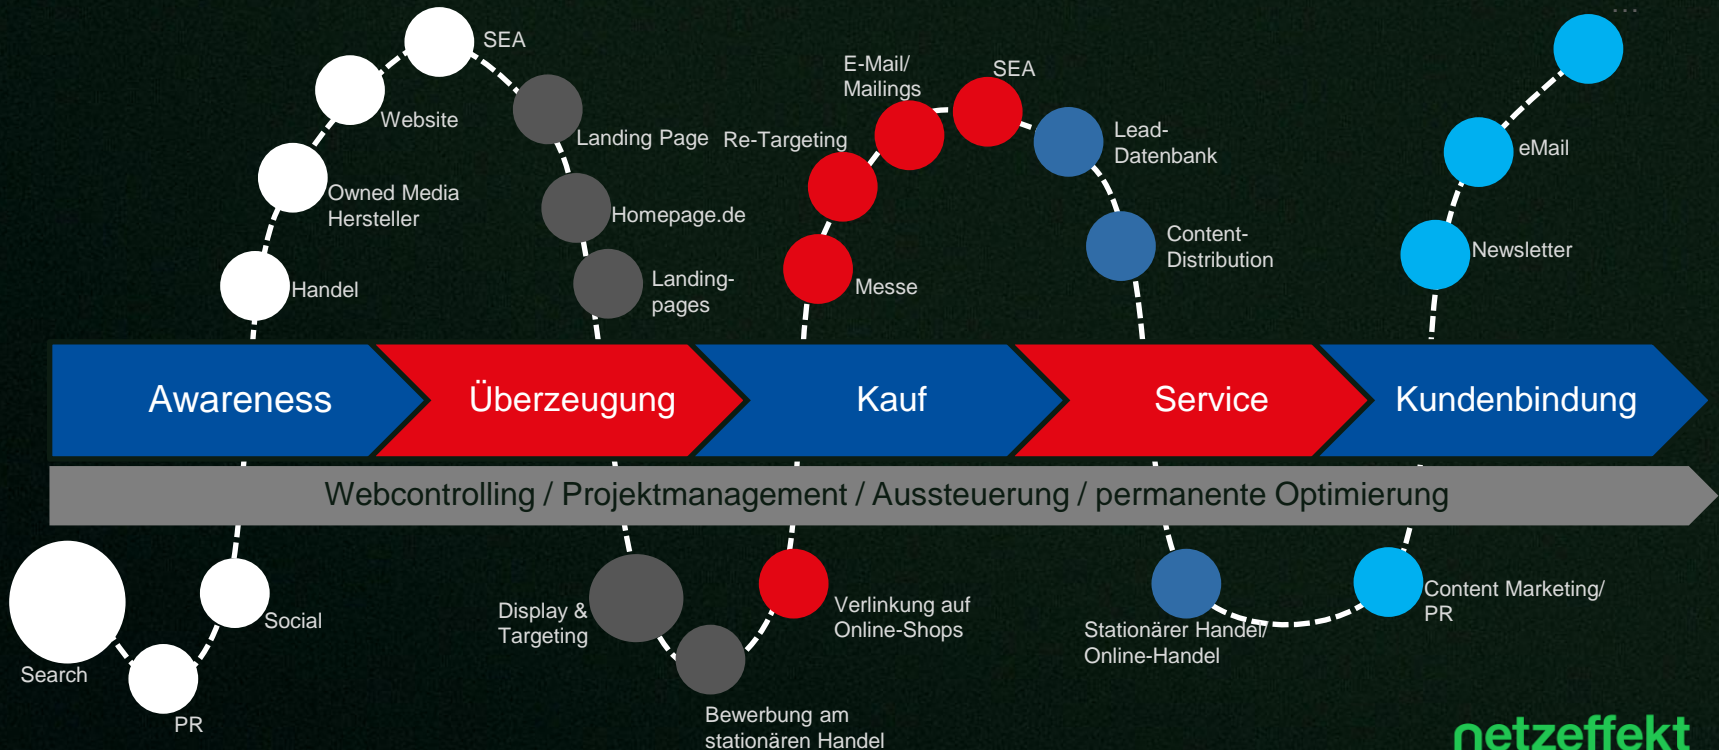 ...
SEA
E-Mail/
Mailings
SEA
Website
Landing Page
Re-Targeting
Lead-
Datenbank
eMail
Owned Media
Hersteller
Homepage.de
Content-
Distribution
Newsletter
Handel
Landing-
pages
Messe
Awareness
Überzeugung
Kauf
Service
Kundenbindung
Webcontrolling / Projektmanagement / Aussteuerung / permanente Optimierung
Search
PR
Social
Display &
Targeting
Bewerbung am
stationären Handel
Verlinkung auf
Online-Shops
Stationärer Handel/
Online-Handel
Content Marketing/
PR
netzeffekt